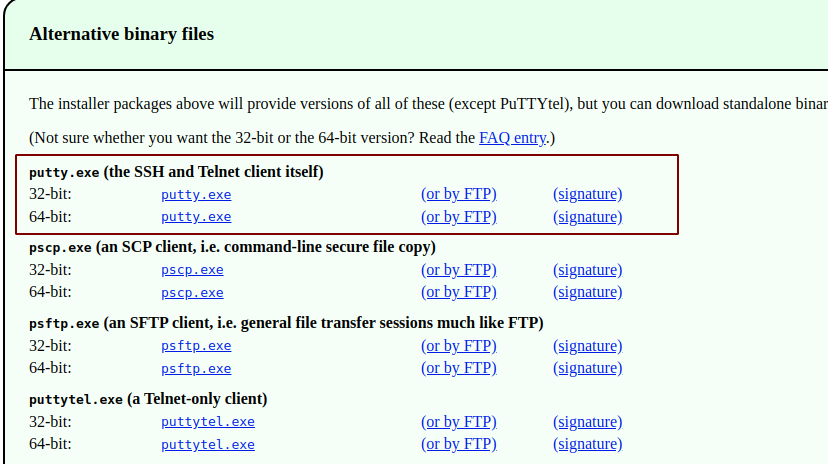 Alternative binary files
The installer packages above will provide versions of all of these (except PuTTYtel), but you can download standalone binar
(Not sure whether you want the 32-bit or the 64-bit version? Read the FAQ entry.)
putty.exe (the SSH and Telnet client itself)
32-bit: putty.exe (or by FTP) (signature)
64-bit: putty.exe (or by FTP) (signature)
pscp.exe (an SCP client, i.e. command-line secure file copy)
32-bit: pscp.exe (or by FTP) (signature)
64-bit: pscp.exe (or by FTP) (signature)
psftp.exe (an SFTP client, i.e. general file transfer sessions much like FTP)
32-bit: psftp.exe (or by FTP) (signature)
64-bit: psftp.exe (or by FTP) (signature)
puttytel.exe (a Telnet-only client)
32-bit: puttytel.exe (or by FTP) (signature)
64-bit: puttytel.exe (or by FTP) (signature)